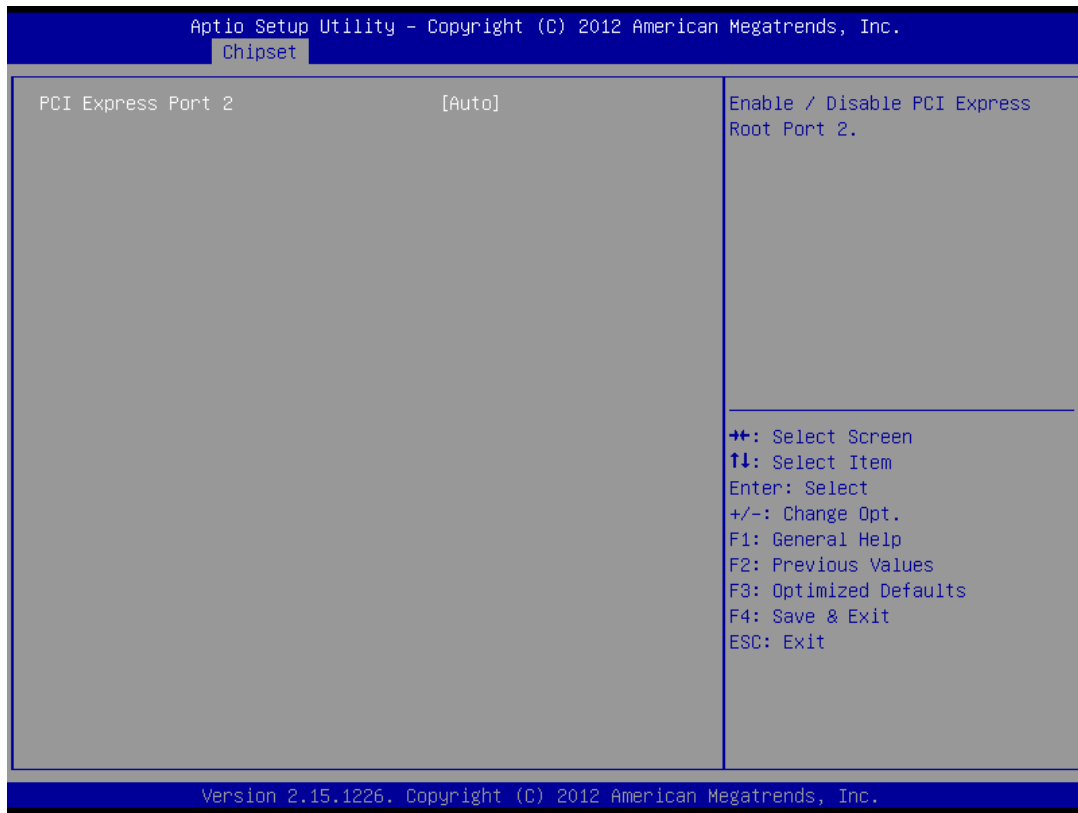 Aptio Setup Utility – Copyright (C) 2012 American Megatrends, Inc.
Chipset
PCI Express Port 2 [Auto]
Enable / Disable PCI Express
Root Port 2.
→←: Select Screen
↑↓: Select Item
Enter: Select
+/-: Change Opt.
F1: General Help
F2: Previous Values
F3: Optimized Defaults
F4: Save & Exit
ESC: Exit
Version 2.15.1226. Copyright (C) 2012 American Megatrends, Inc.